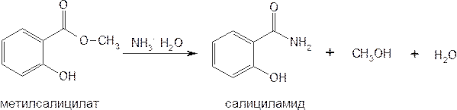 O
O CH₃ NH₃· H₂O O NH₂ + CH₃OH + H₂O
OH OH
метилсалицилат салициламид